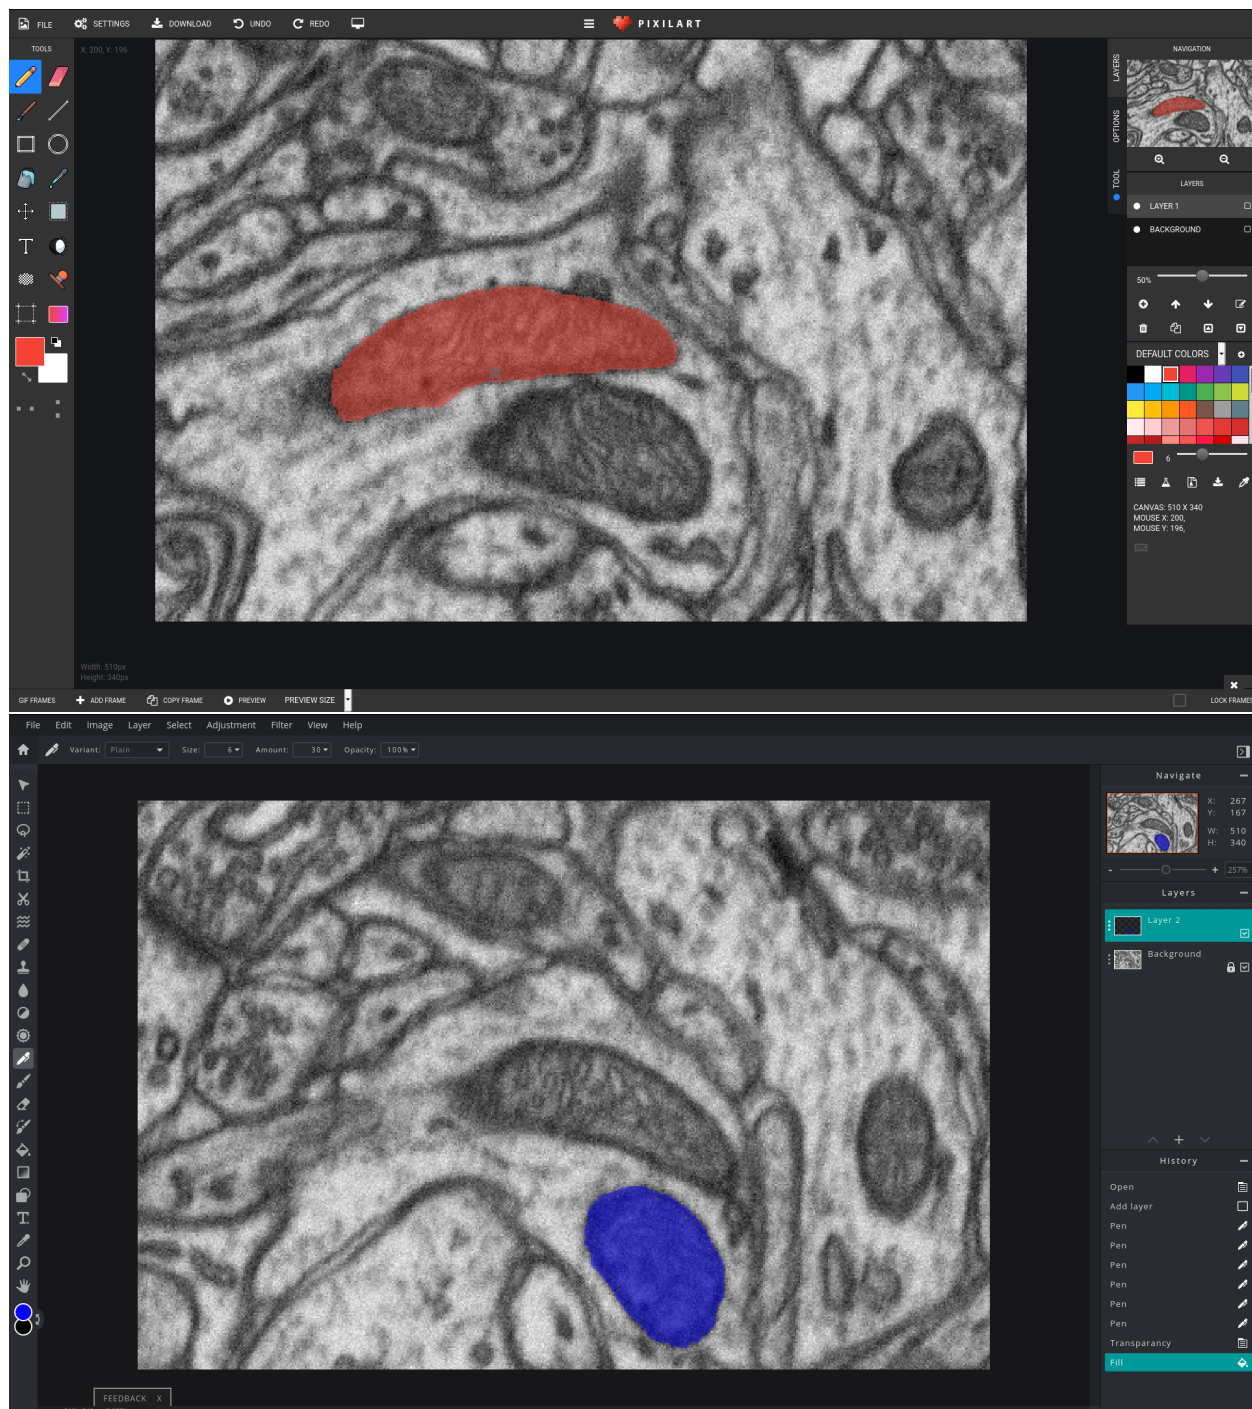 FILE SETTINGS DOWNLOAD UNDO REDO PIXILART
TOOLS
X: 200, Y: 196
NAVIGATION
LAYERS
OPTIONS
TOOL
LAYERS
LAYER 1
BACKGROUND
50%
DEFAULT COLORS
6
CANVAS: 510 X 340
MOUSE X: 200,
MOUSE Y: 196,
Width: 510px
Height: 340px
GIF FRAMES ADD FRAME COPY FRAME PREVIEW PREVIEW SIZE LOCK FRAMES
File Edit Image Layer Select Adjustment Filter View Help
Variant: Plain Size: 6 Amount: 30 Opacity: 100%
Navigate
X: 267
Y: 167
W: 510
H: 340
- + 257%
Layers
Layer 2
Background
History
Open
Add layer
Pen
Pen
Pen
Pen
Pen
Pen
Transparancy
Fill
FEEDBACK X